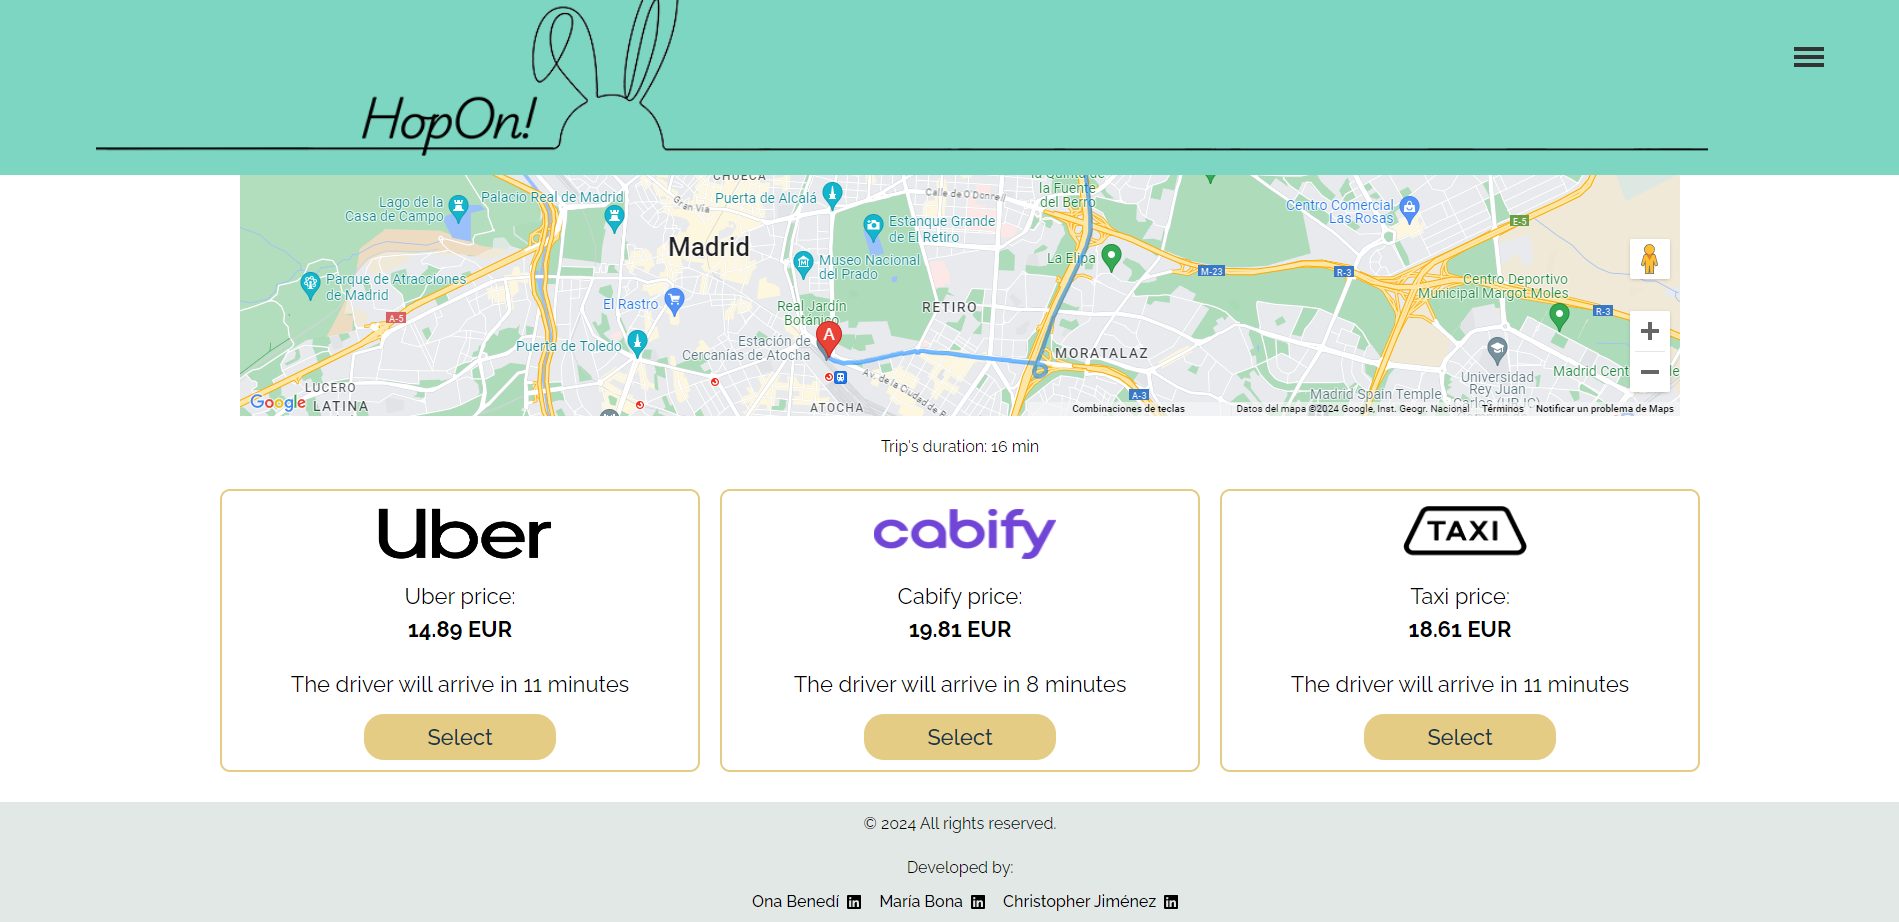 HopOn!
CHUECA
la Quinta de
la Fuente
del Berro
Lago de la
Casa de Campo
Palacio Real de Madrid
Gran Vía
Puerta de Alcalá
Calle de O'Donnell
Estanque Grande
de El Retiro
Centro Comercial
Las Rosas
E-5
Madrid
Museo Nacional
del Prado
La Elipa
M-23
R-3
Parque de Atracciones
de Madrid
Centro Deportivo
Municipal Margot Moles
El Rastro
Real Jardín
Botánico
RETIRO
R-3
A-5
A
Puerta de Toledo
Estación de
Cercanías de Atocha
MORATALAZ
Universidad
Rey Juan
Carlos (URJC)
Av. de la Ciudad de
Madrid Spain Temple
A-3
LUCERO
LATINA
Google
ATOCHA
Combinaciones de teclas
Datos del mapa ©2024 Google, Inst. Geogr. Nacional
Términos
Notificar un problema de Maps
Trip's duration: 16 min
Uber
Uber price:
14.89 EUR
The driver will arrive in 11 minutes
Select
cabify
Cabify price:
19.81 EUR
The driver will arrive in 8 minutes
Select
TAXI
Taxi price:
18.61 EUR
The driver will arrive in 11 minutes
Select
© 2024 All rights reserved.
Developed by:
Ona Benedí in María Bona in Christopher Jiménez in